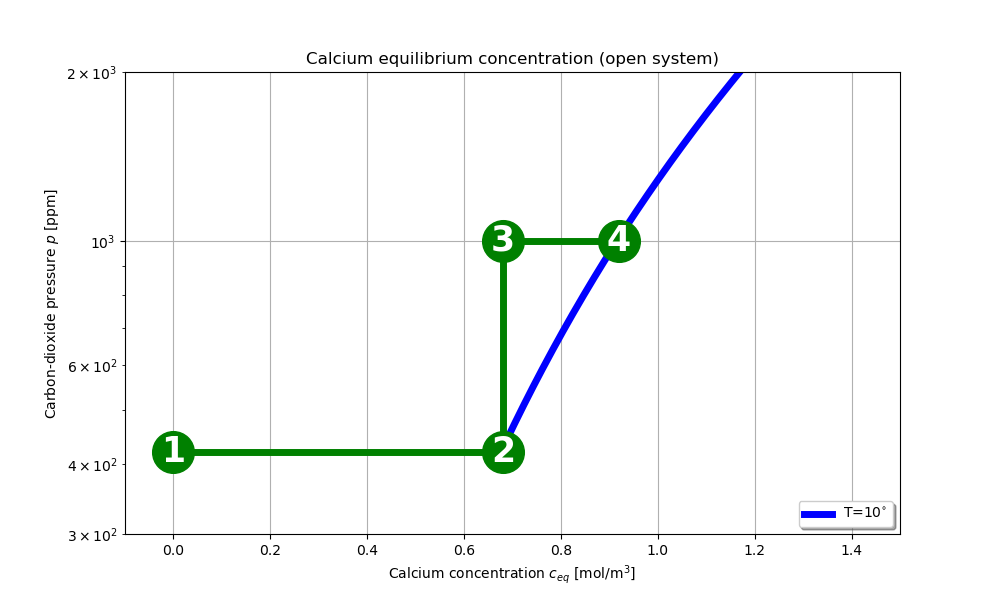 Calcium equilibrium concentration (open system)
Carbon-dioxide pressure p [ppm]
2 × 10³
10³
6 × 10²
4 × 10²
3 × 10²
1
2
3
4
T=10°
0.0 0.2 0.4 0.6 0.8 1.0 1.2 1.4
Calcium concentration c_eq [mol/m³]